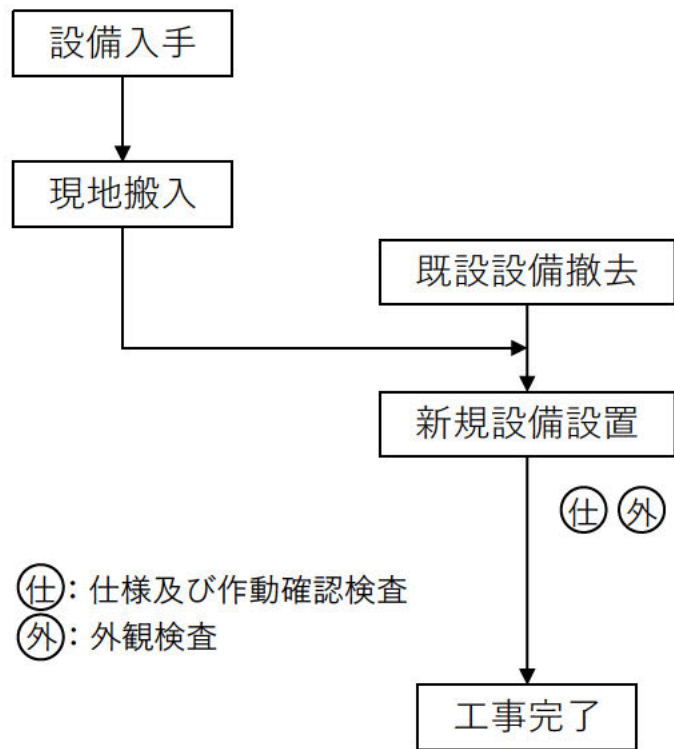 設備入手
現地搬入
既設設備撤去
新規設備設置
仕 外
仕：仕様及び作動確認検査
外：外観検査
工事完了